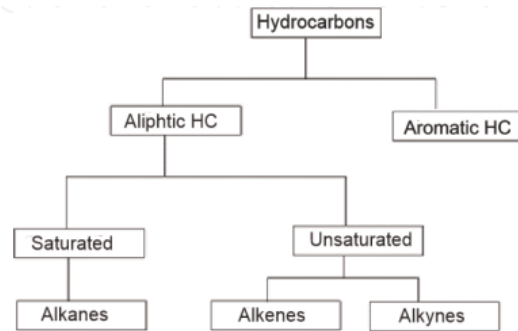 Hydrocarbons
Aliphtic HC
Aromatic HC
Saturated
Unsaturated
Alkanes
Alkenes
Alkynes